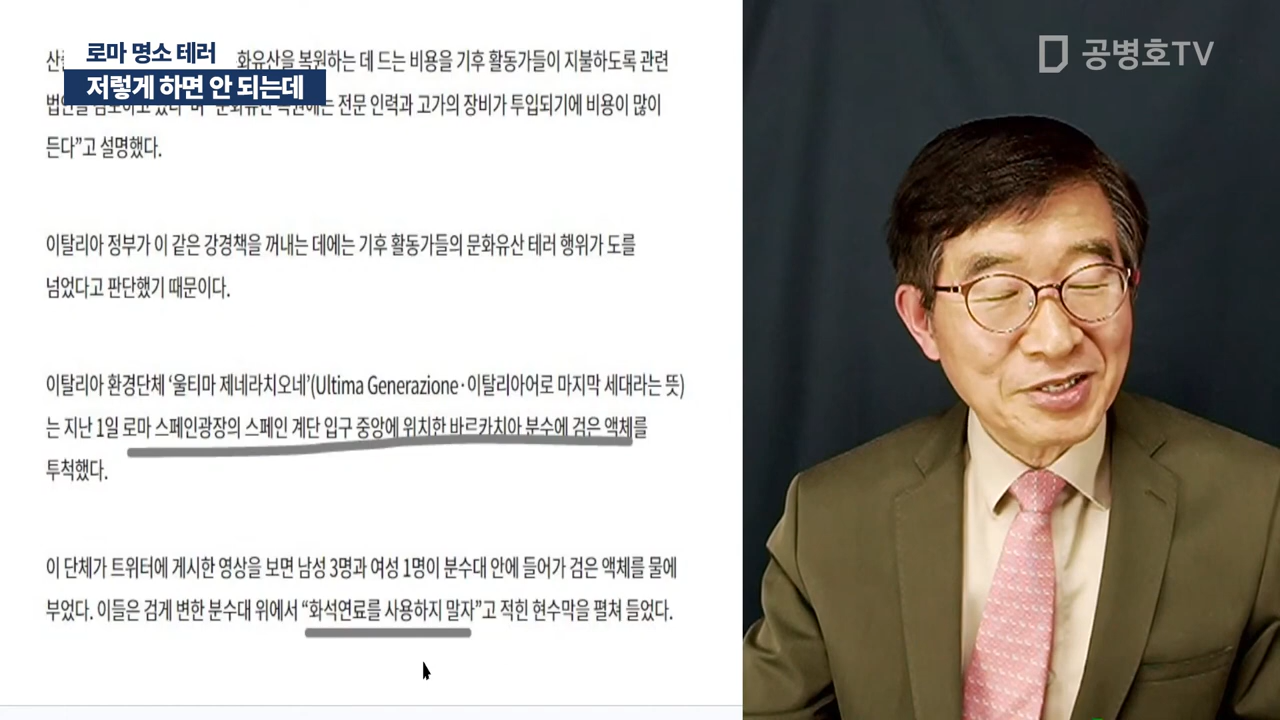 로마 명소 테러
저렇게 하면 안 되는데
공병호TV
화유산을 복원하는 데 드는 비용을 기후 활동가들이 지불하도록 관련
전문 인력과 고가의 장비가 투입되기에 비용이 많이
든다”고 설명했다.
이탈리아 정부가 이 같은 강경책을 꺼내는 데에는 기후 활동가들의 문화유산 테러 행위가 도를
넘었다고 판단했기 때문이다.
이탈리아 환경단체 ‘울티마 제네라치오네’(Ultima Generazione·이탈리아어로 마지막 세대라는 뜻)
는 지난 1일 로마 스페인광장의 스페인 계단 입구 중앙에 위치한 바르카치아 분수에 검은 액체를
투척했다.
이 단체가 트위터에 게시한 영상을 보면 남성 3명과 여성 1명이 분수대 안에 들어가 검은 액체를 물에
부었다. 이들은 검게 변한 분수대 위에서 “화석연료를 사용하지 말자”고 적힌 현수막을 펼쳐 들었다.